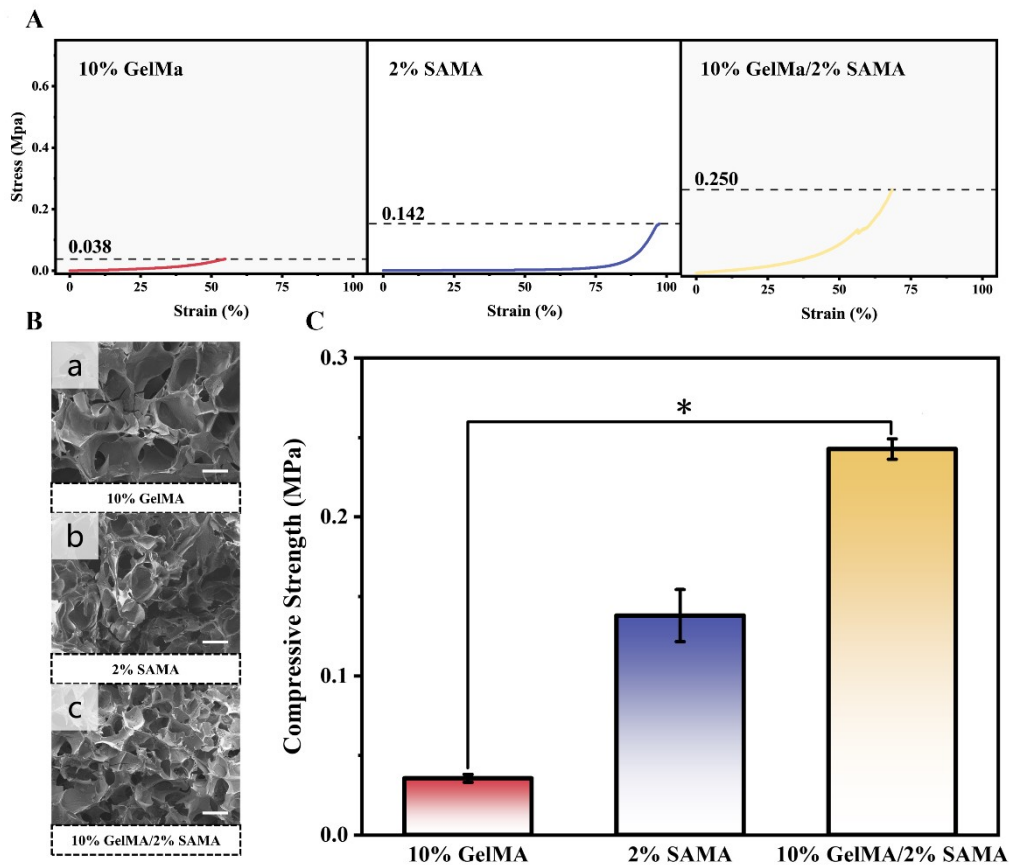 A
10% GelMa
2% SAMA
10% GelMa/2% SAMA
Stress (Mpa)
0.6
0.4
0.2
0.0
0.038
0.142
0.250
0 25 50 75 100
0 25 50 75 100
0 25 50 75 100
Strain (%)
Strain (%)
Strain (%)
B
a
10% GelMA
b
2% SAMA
c
10% GelMA/2% SAMA
C
Compressive Strength (MPa)
0.3
0.2
0.1
0.0
*
10% GelMA
2% SAMA
10% GelMA/2% SAMA